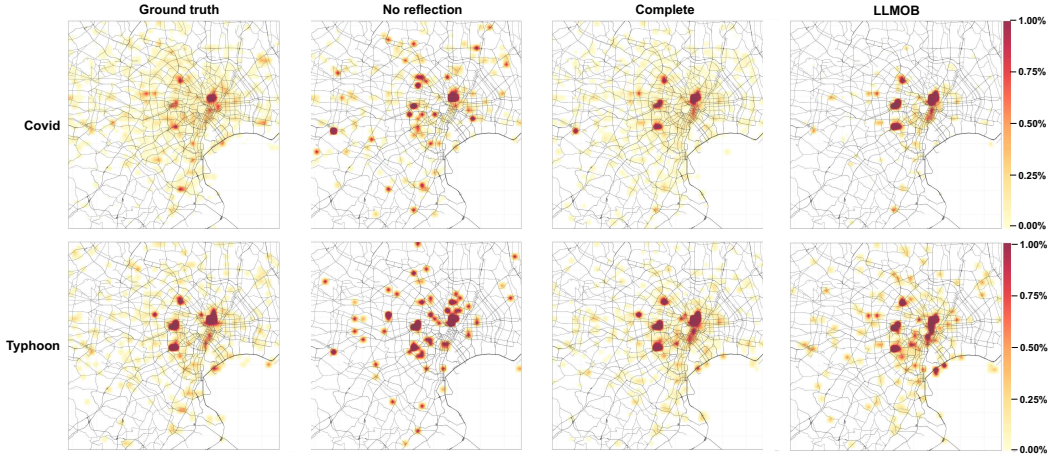 Ground truth
No reflection
Complete
LLMOB
Covid
1.00%
0.75%
0.50%
0.25%
0.00%
Typhoon
1.00%
0.75%
0.50%
0.25%
0.00%